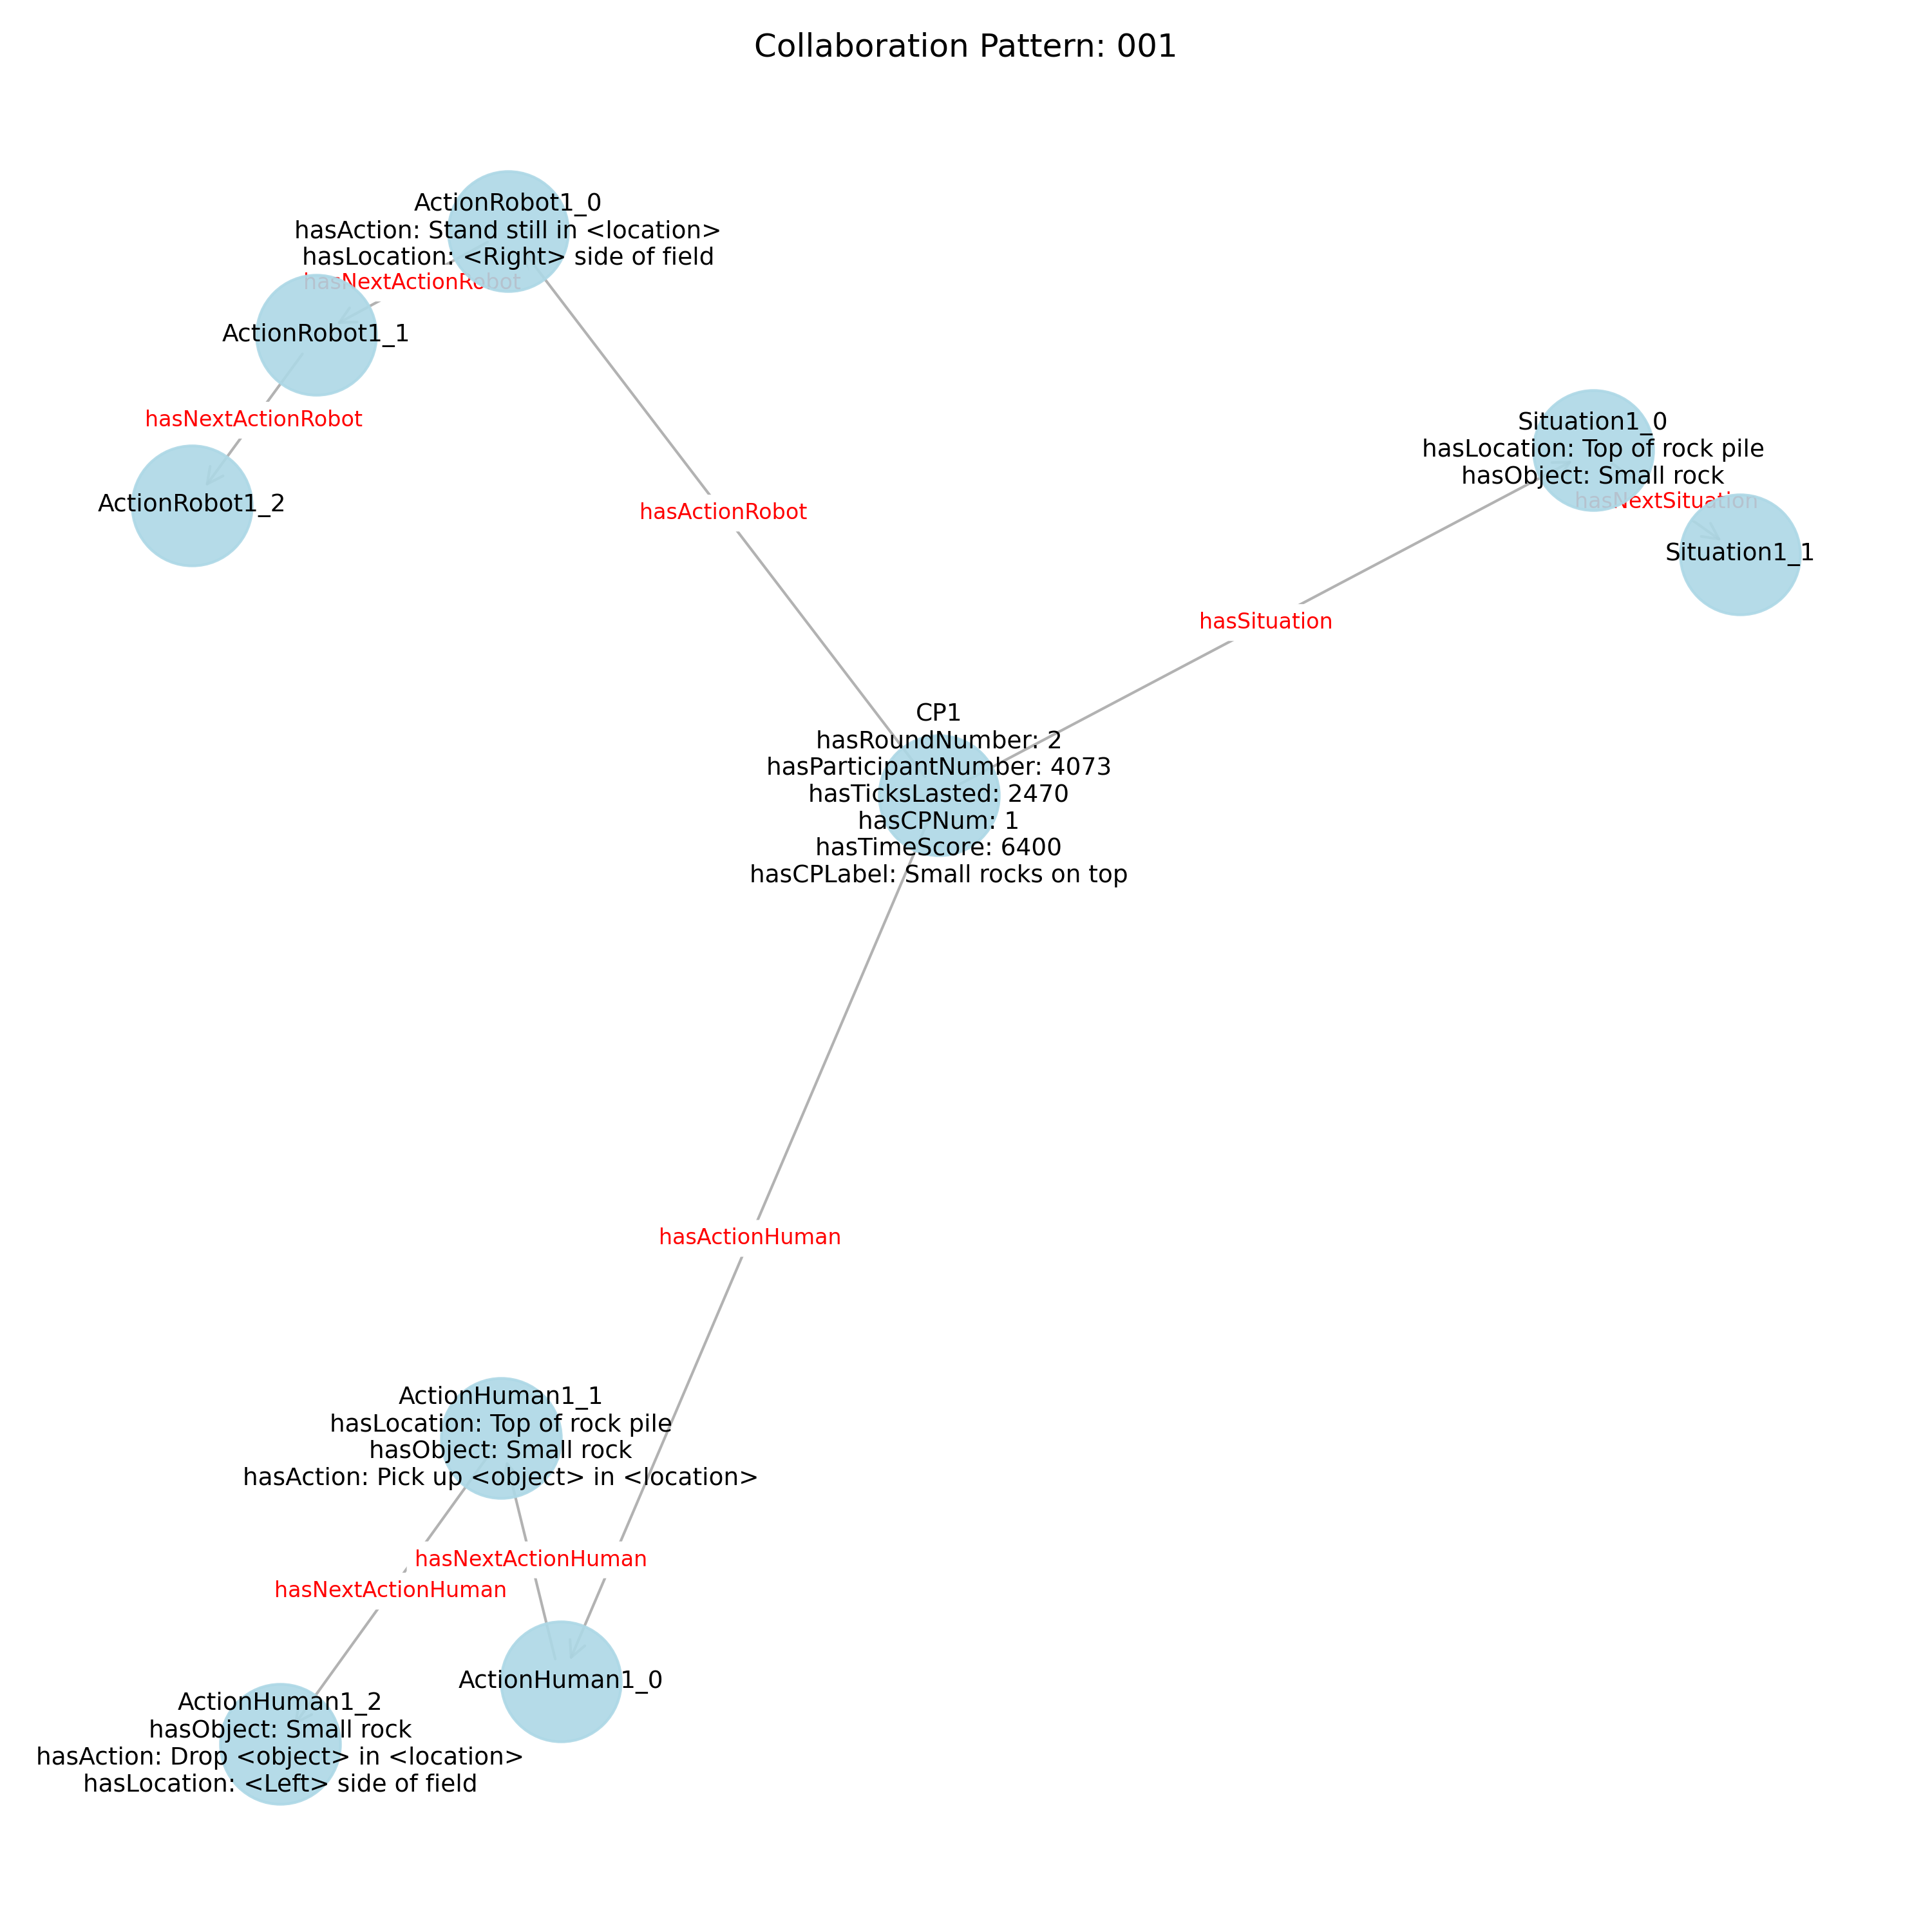 Collaboration Pattern: 001
ActionRobot1_0
hasAction: Stand still in <location>
hasLocation: <Right> side of field
hasNextActionRobot
ActionRobot1_1
hasNextActionRobot
ActionRobot1_2
hasActionRobot
Situation1_0
hasLocation: Top of rock pile
hasObject: Small rock
hasNextSituation
Situation1_1
hasSituation
CP1
hasRoundNumber: 2
hasParticipantNumber: 4073
hasTicksLasted: 2470
hasCPNum: 1
hasTimeScore: 6400
hasCPLabel: Small rocks on top
hasActionHuman
ActionHuman1_1
hasLocation: Top of rock pile
hasObject: Small rock
hasAction: Pick up <object> in <location>
hasNextActionHuman
hasNextActionHuman
ActionHuman1_0
ActionHuman1_2
hasObject: Small rock
hasAction: Drop <object> in <location>
hasLocation: <Left> side of field